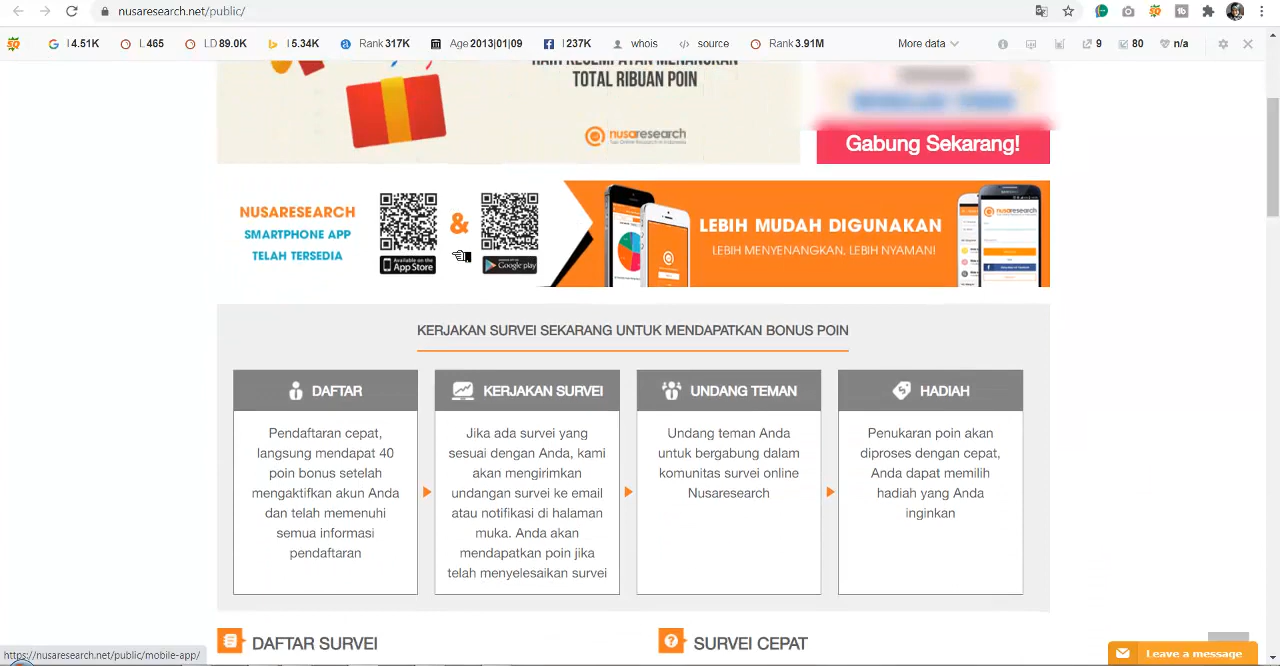 nusaresearch.net/public/
I 4.51K
L 465
LD 89.0K
I 5.34K
Rank 317K
Age 2013|01|09
I 237K
whois
source
Rank 3.91M
More data
9
80
n/a
TOTAL RIBUAN POIN
nusaresearch
Gabung Sekarang!
NUSARESEARCH
SMARTPHONE APP
TELAH TERSEDIA
&
Available on the
App Store
Google play
LEBIH MUDAH DIGUNAKAN
LEBIH MENYENANGKAN, LEBIH NYAMAN!
nusaresearch
KERJAKAN SURVEI SEKARANG UNTUK MENDAPATKAN BONUS POIN
DAFTAR
Pendaftaran cepat,
langsung mendapat 40
poin bonus setelah
mengaktifkan akun Anda
dan telah memenuhi
semua informasi
pendaftaran
KERJAKAN SURVEI
Jika ada survei yang
sesuai dengan Anda, kami
akan mengirimkan
undangan survei ke email
atau notifikasi di halaman
muka. Anda akan
mendapatkan poin jika
telah menyelesaikan survei
UNDANG TEMAN
Undang teman Anda
untuk bergabung dalam
komunitas survei online
Nusaresearch
HADIAH
Penukaran poin akan
diproses dengan cepat,
Anda dapat memilih
hadiah yang Anda
inginkan
DAFTAR SURVEI
SURVEI CEPAT
https://nusaresearch.net/public/mobile-app/
Leave a message